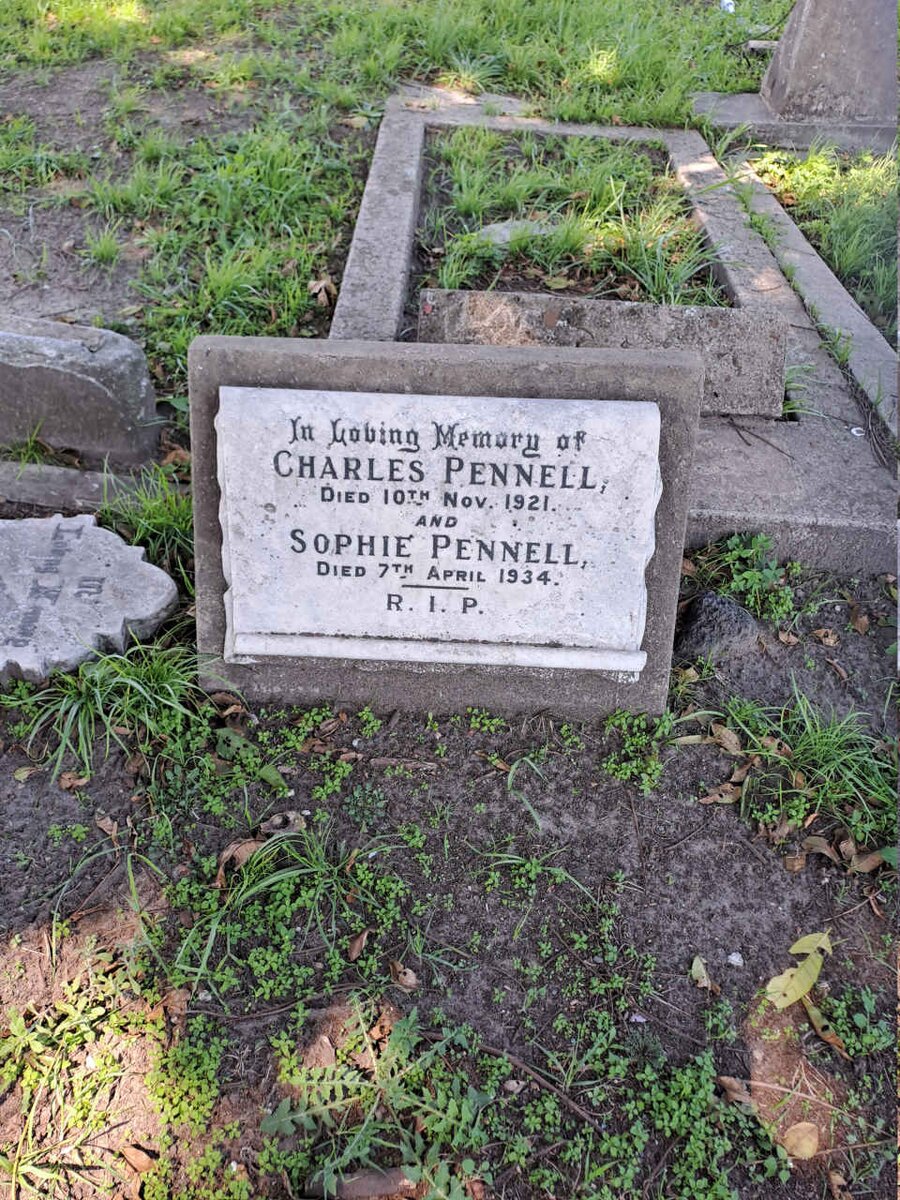 In Loving Memory of
CHARLES PENNELL,
DIED 10TH NOV. 1921.
AND
SOPHIE PENNELL,
DIED 7TH APRIL 1934.
R. I. P.